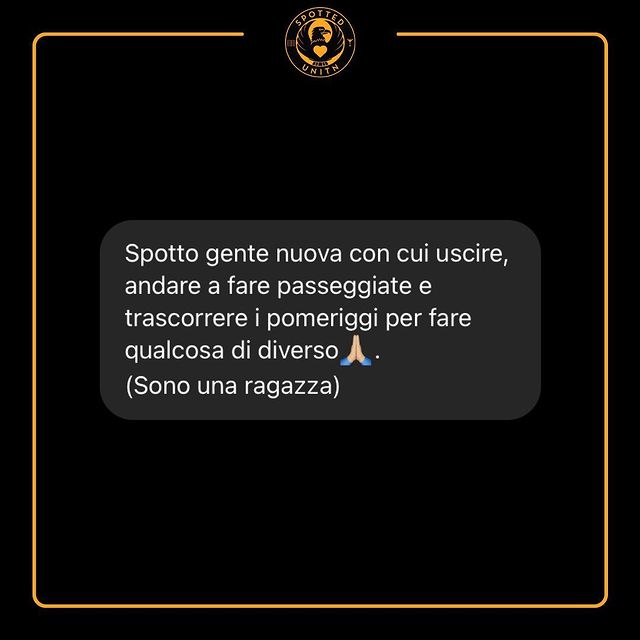 SPOTTED
UNITN
Spotto gente nuova con cui uscire,
andare a fare passeggiate e
trascorrere i pomeriggi per fare
qualcosa di diverso🙏🏼.
(Sono una ragazza)